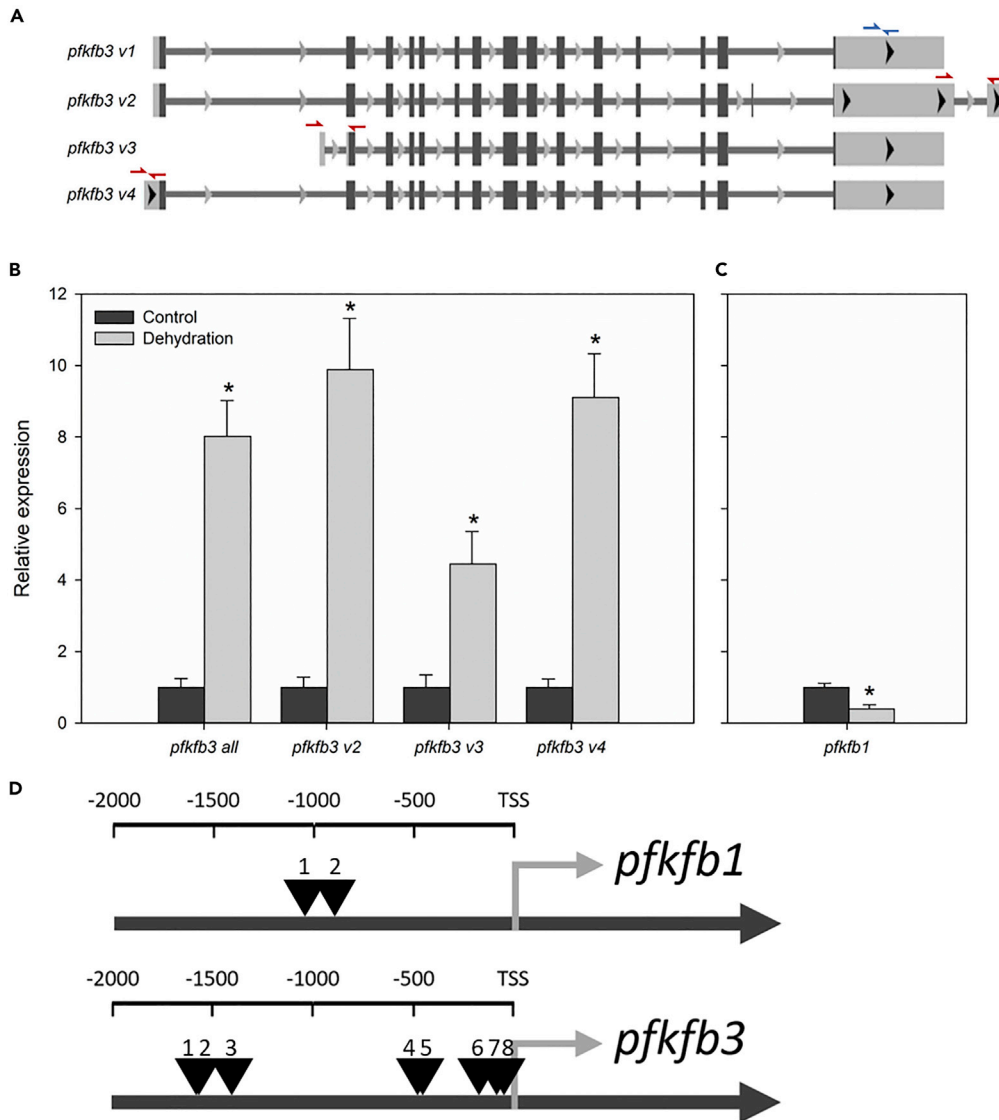 A
pfkfb3 v1
pfkfb3 v2
pfkfb3 v3
pfkfb3 v4
B
C
Relative expression
12
10
8
6
4
2
0
Control
Dehydration
* * * *
*
pfkfb3 all pfkfb3 v2 pfkfb3 v3 pfkfb3 v4
pfkfb1
D
-2000 -1500 -1000 -500 TSS
1 2
pfkfb1
-2000 -1500 -1000 -500 TSS
1 2 3 4 5 6 7 8
pfkfb3